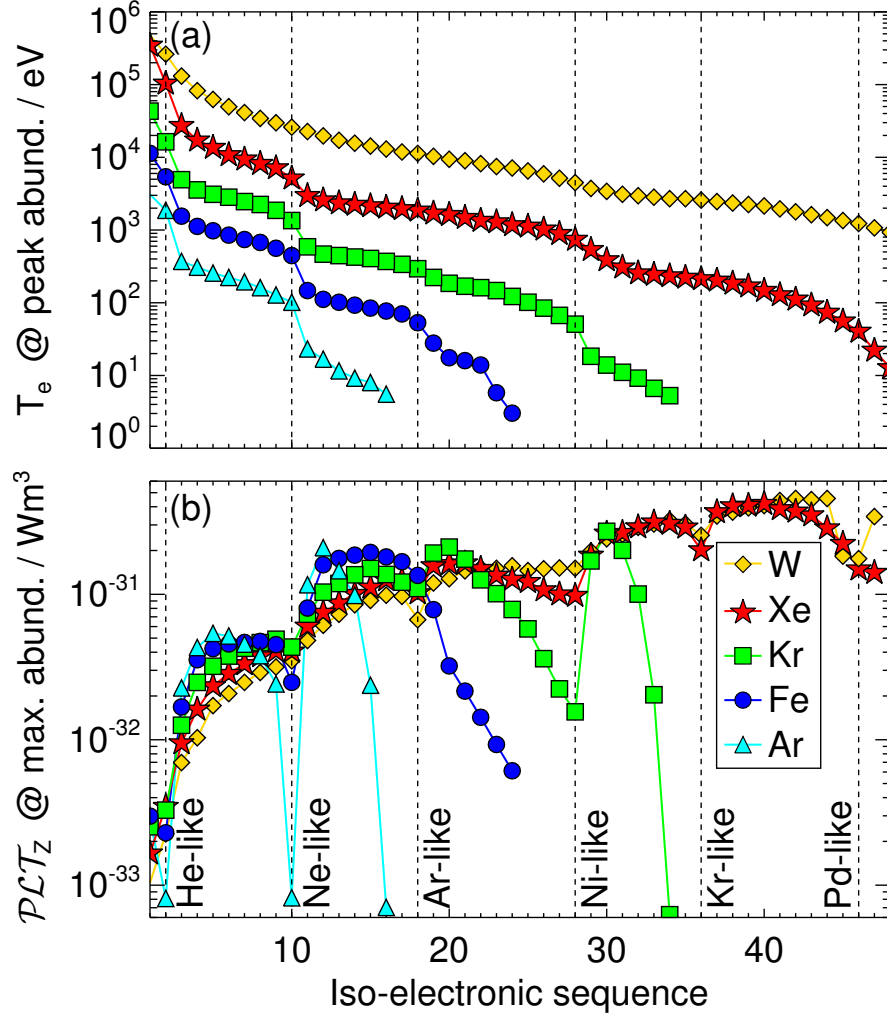 (a)
T_e @ peak abund. / eV
10^6
10^5
10^4
10^3
10^2
10^1
10^0
(b)
𝒫ℒ𝒯_Z @ max. abund. / Wm^3
10^-31
10^-32
10^-33
He-like
Ne-like
Ar-like
Ni-like
Kr-like
Pd-like
W
Xe
Kr
Fe
Ar
10
20
30
40
Iso-electronic sequence